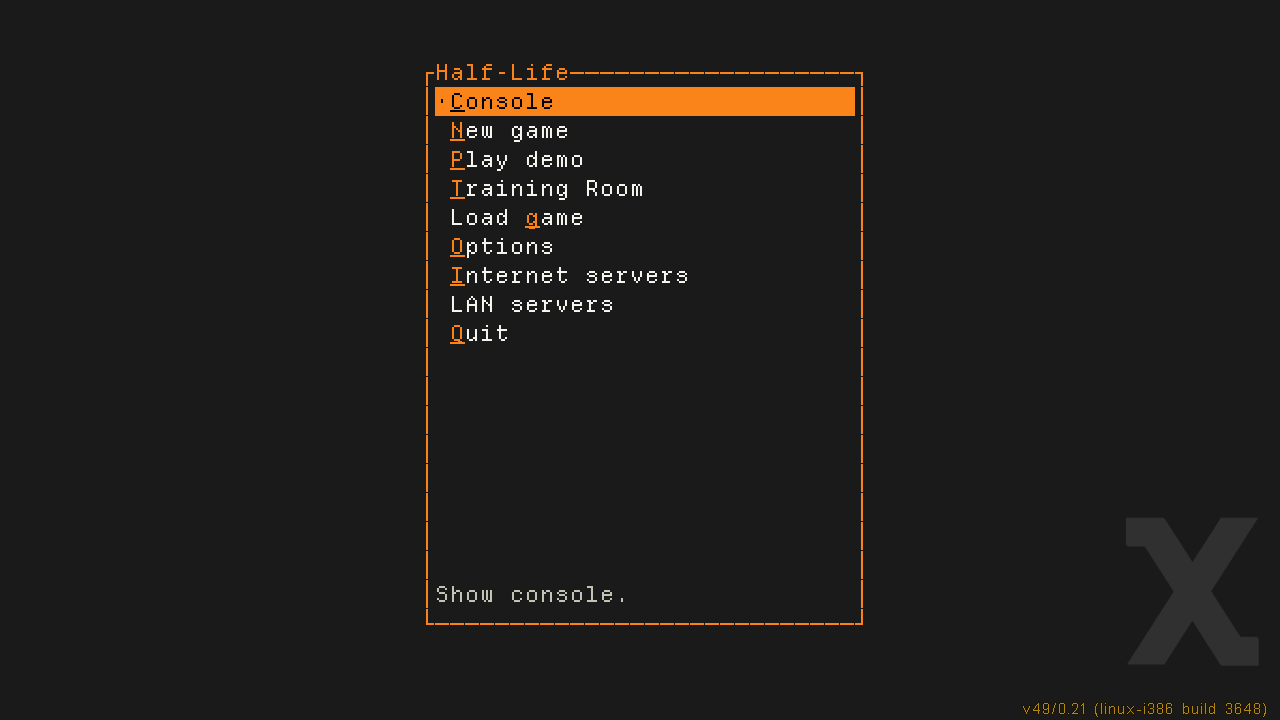 Half-Life
Console
New game
Play demo
Training Room
Load game
Options
Internet servers
LAN servers
Quit
Show console.
X
v49/0.21 (linux-i386 build 3648)